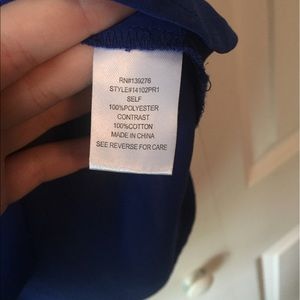 RN#139276
STYLE#14102PR1
SELF
100%POLYESTER
CONTRAST
100%COTTON
MADE IN CHINA
SEE REVERSE FOR CARE